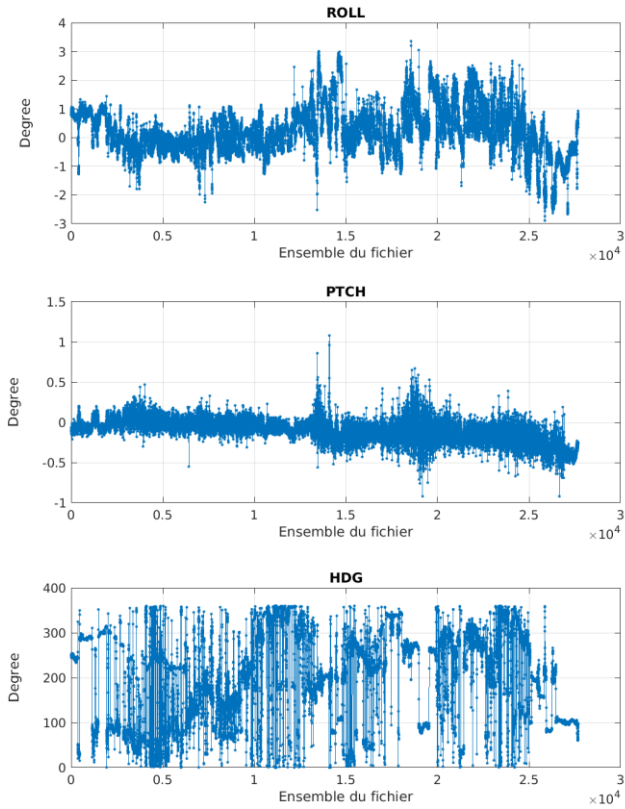 ROLL
4
3
2
1
0
-1
-2
-3
Degree
0 0.5 1 1.5 2 2.5 3
Ensemble du fichier
×10⁴
PTCH
1.5
1
0.5
0
-0.5
-1
Degree
0 0.5 1 1.5 2 2.5 3
Ensemble du fichier
×10⁴
HDG
400
300
200
100
0
Degree
0 0.5 1 1.5 2 2.5 3
Ensemble du fichier
×10⁴